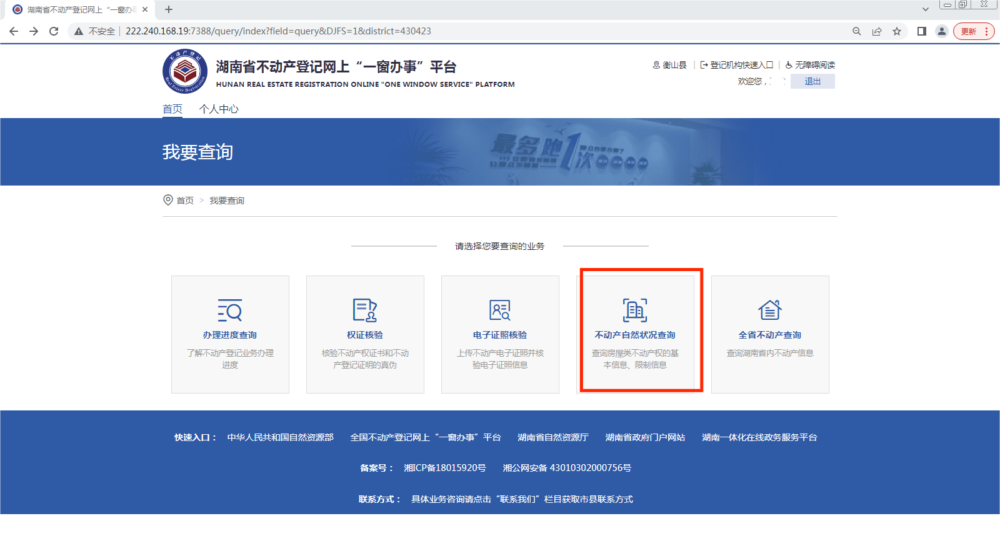 湖南省不动产登记网上“一窗办事
不安全 222.240.168.19:7388/query/index?field=query&DJFS=1&district=430423 更新
不动产登记
Real Estate Registration
湖南省不动产登记网上“一窗办事”平台
HUNAN REAL ESTATE REGISTRATION ONLINE "ONE WINDOW SERVICE" PLATFORM
衡山县 | 登记机构快速入口 | 无障碍阅读
欢迎您， 退出
首页 个人中心
我要查询
最多跑1次
首页 > 我要查询
请选择您要查询的业务
办理进度查询
了解不动产登记业务办理
进度
权证核验
核验不动产权证书和不动
产登记证明的真伪
电子证照核验
上传不动产电子证照并核
验电子证照信息
不动产自然状况查询
查询房屋类不动产权的基
本信息、限制信息
全省不动产查询
查询湖南省内不动产信息
快速入口： 中华人民共和国自然资源部 全国不动产登记网上“一窗办事”平台 湖南省自然资源厅 湖南省政府门户网站 湖南一体化在线政务服务平台
备案号： 湘ICP备18015920号 湘公网安备 43010302000756号
联系方式： 具体业务咨询请点击“联系我们”栏目获取市县联系方式